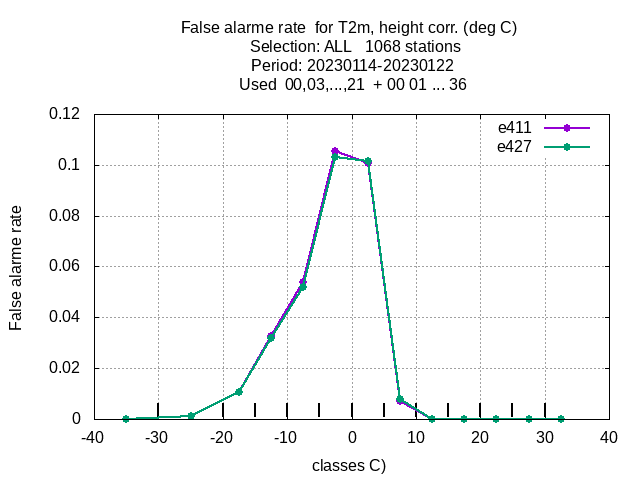 False alarme rate  for T2m, height corr. (deg C)
Selection: ALL   1068 stations
Period: 20230114-20230122
Used  00,03,...,21  + 00 01 ... 36
e411
e427
0.12
0.1
0.08
0.06
0.04
0.02
0
False alarme rate
-40 -30 -20 -10 0 10 20 30 40
classes C)